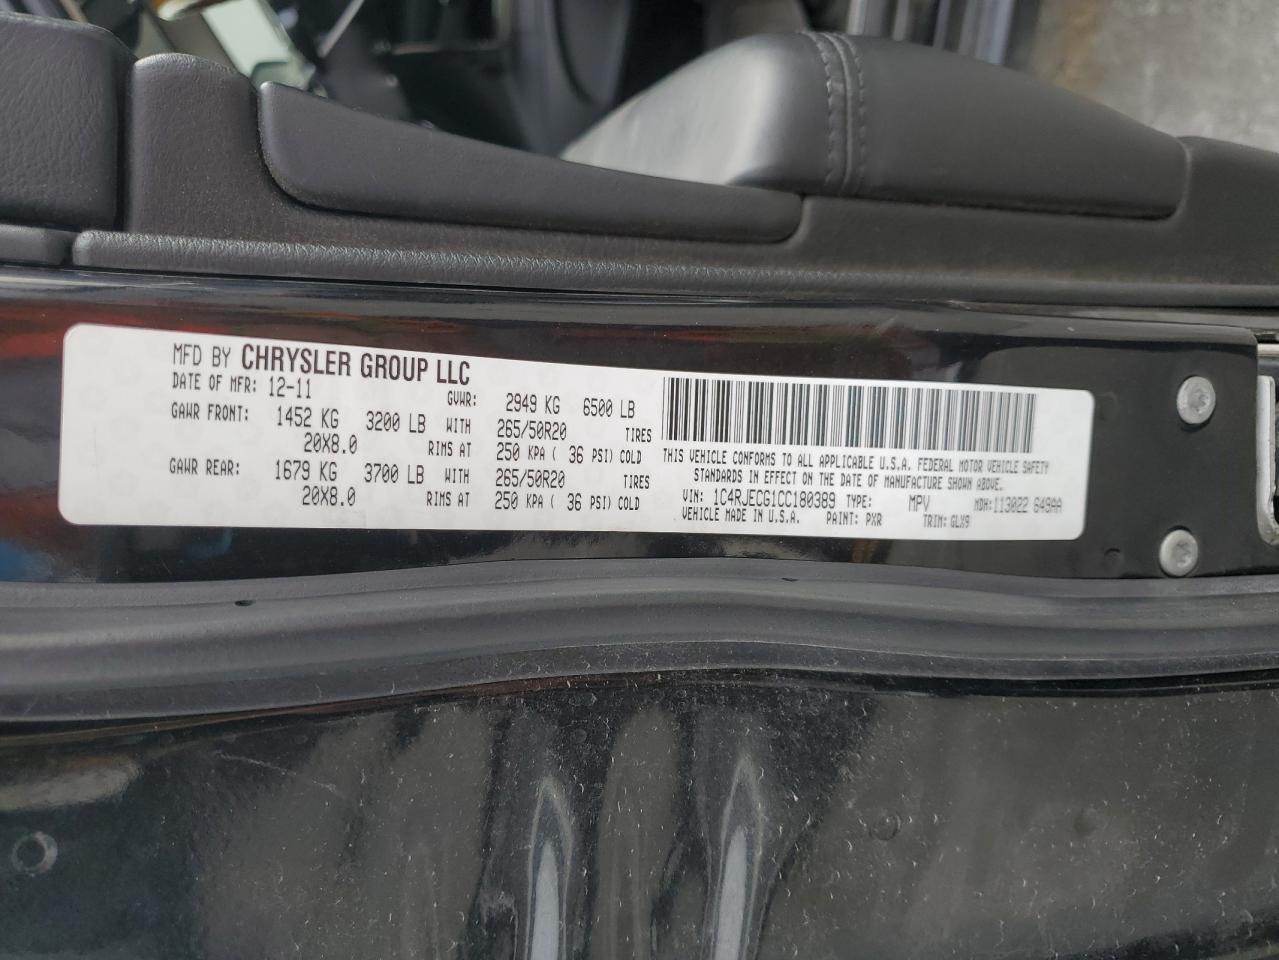 MFD BY CHRYSLER GROUP LLC
DATE OF MFR: 12-11 GVWR: 2949 KG 6500 LB
GAWR FRONT: 1452 KG 3200 LB WITH 265/50R20 TIRES
20X8.0 RIMS AT 250 KPA ( 36 PSI) COLD
GAWR REAR: 1679 KG 3700 LB WITH 265/50R20 TIRES
20X8.0 RIMS AT 250 KPA ( 36 PSI) COLD
THIS VEHICLE CONFORMS TO ALL APPLICABLE U.S.A. FEDERAL MOTOR VEHICLE SAFETY
STANDARDS IN EFFECT ON THE DATE OF MANUFACTURE SHOWN ABOVE.
VIN: 1C4RJECG1CC180389 TYPE: MPV MDH:113022 649AA
VEHICLE MADE IN U.S.A. PAINT: PXR TRIM: GLX9